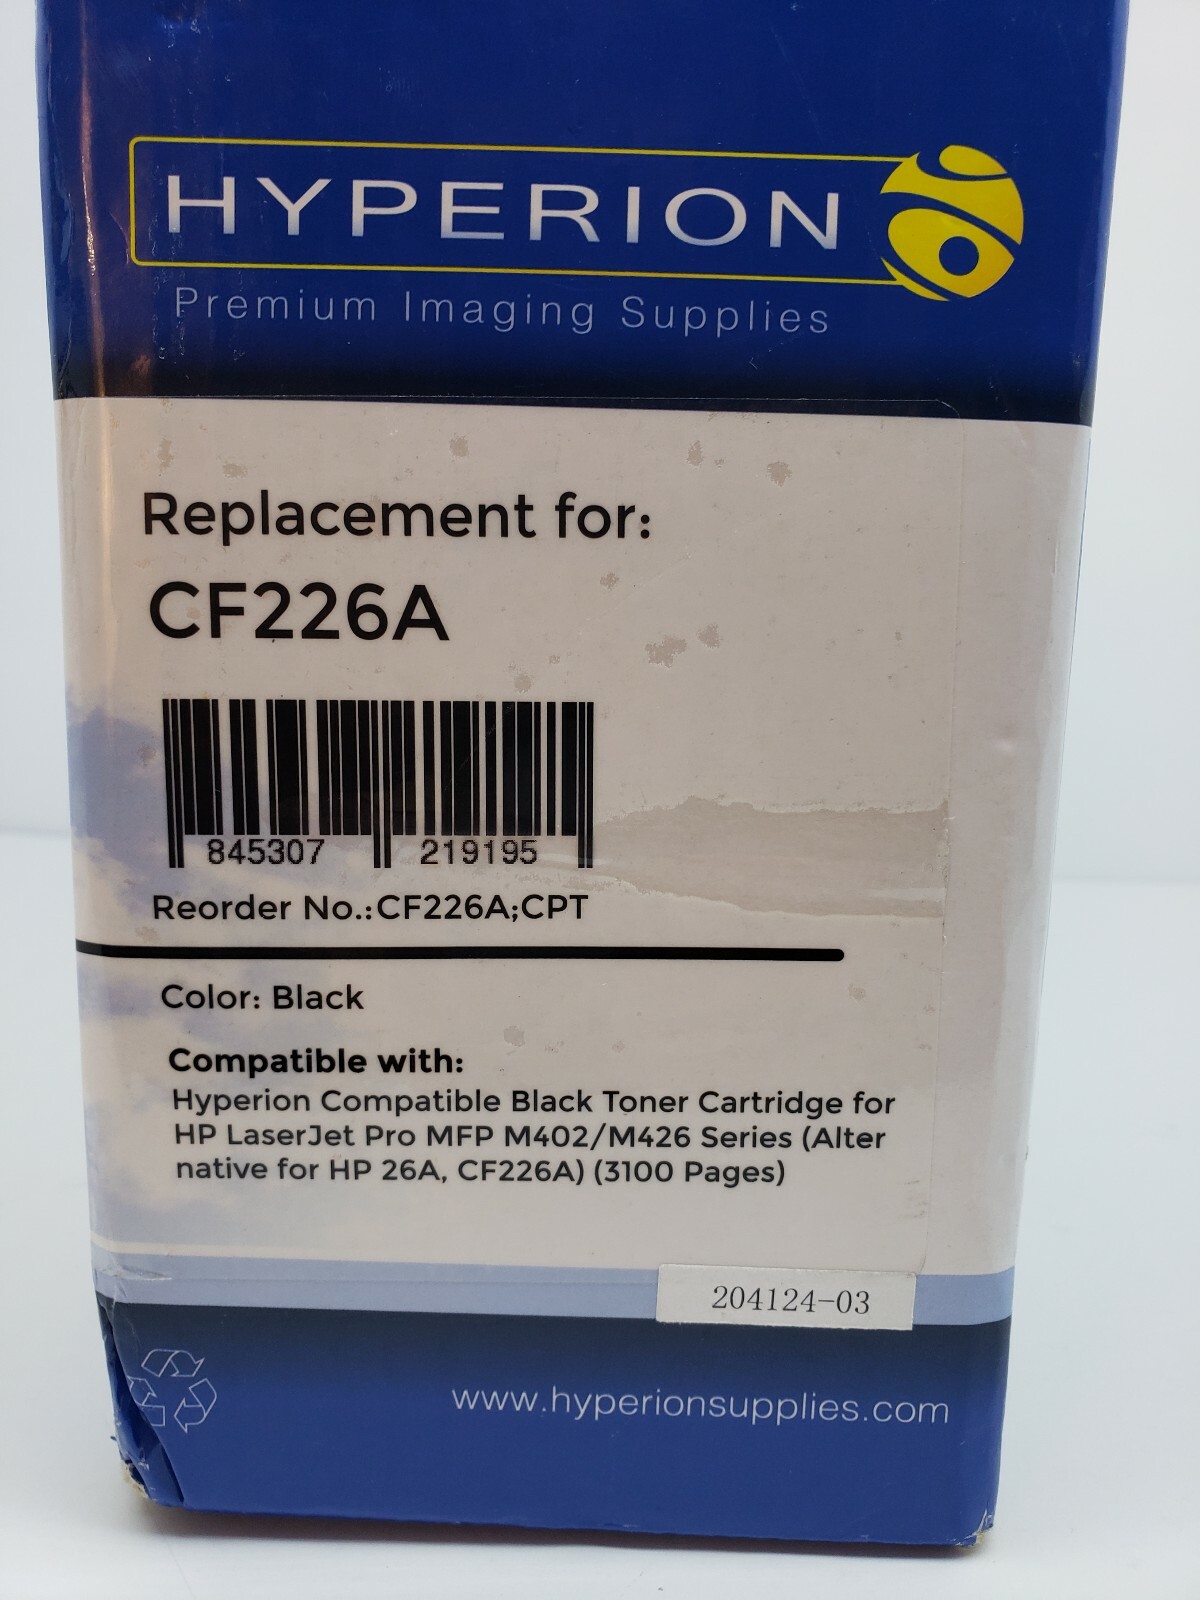 HYPERION
Premium Imaging Supplies
Replacement for:
CF226A
845307 219195
Reorder No.:CF226A;CPT
Color: Black
Compatible with:
Hyperion Compatible Black Toner Cartridge for
HP LaserJet Pro MFP M402/M426 Series (Alter
native for HP 26A, CF226A) (3100 Pages)
204124-03
www.hyperionsupplies.com